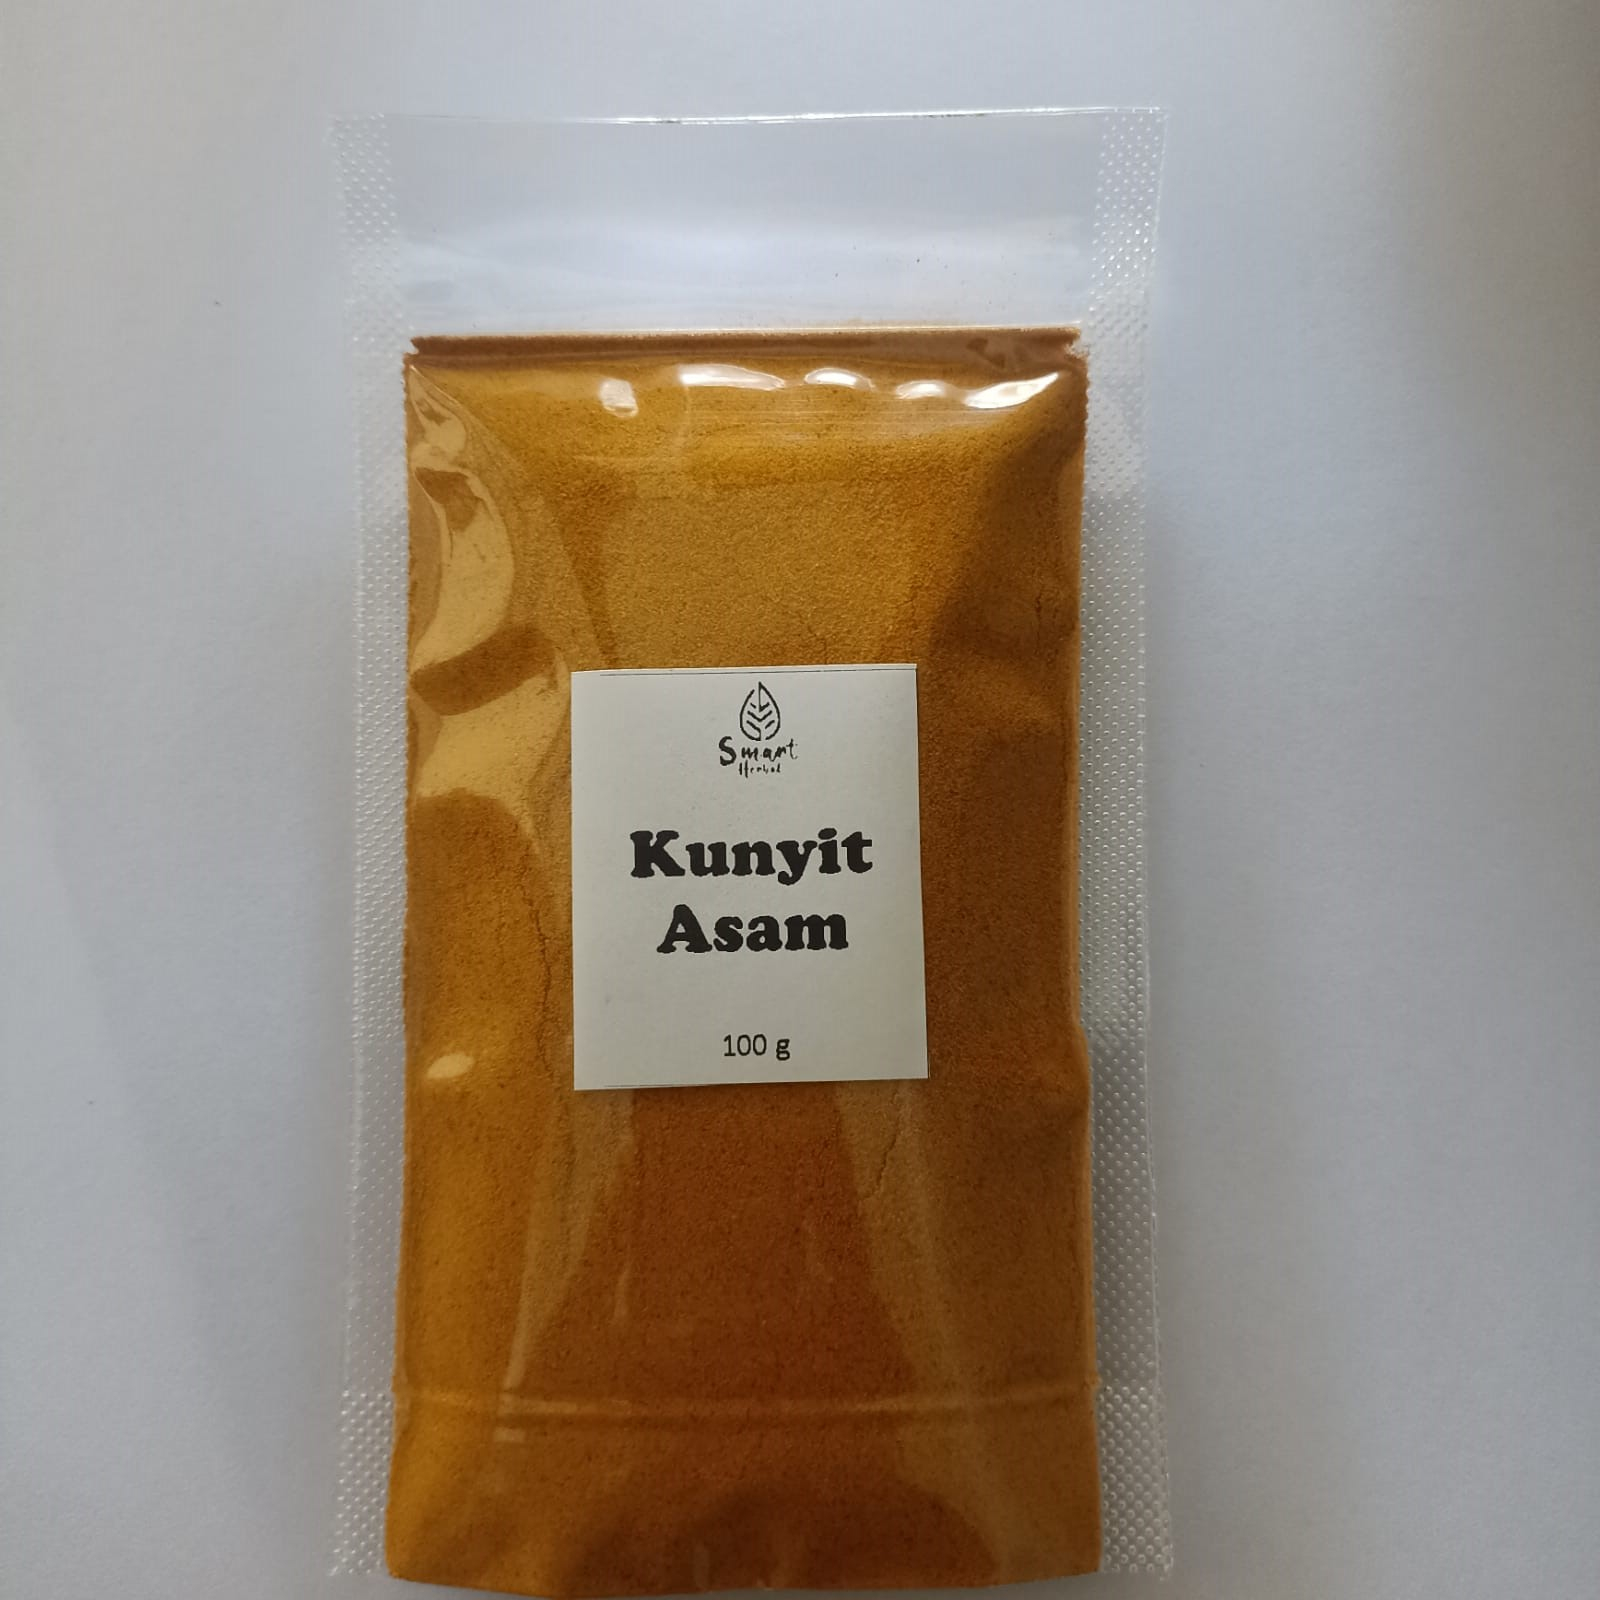 Smart
Herbal
Kunyit
Asam
100 g